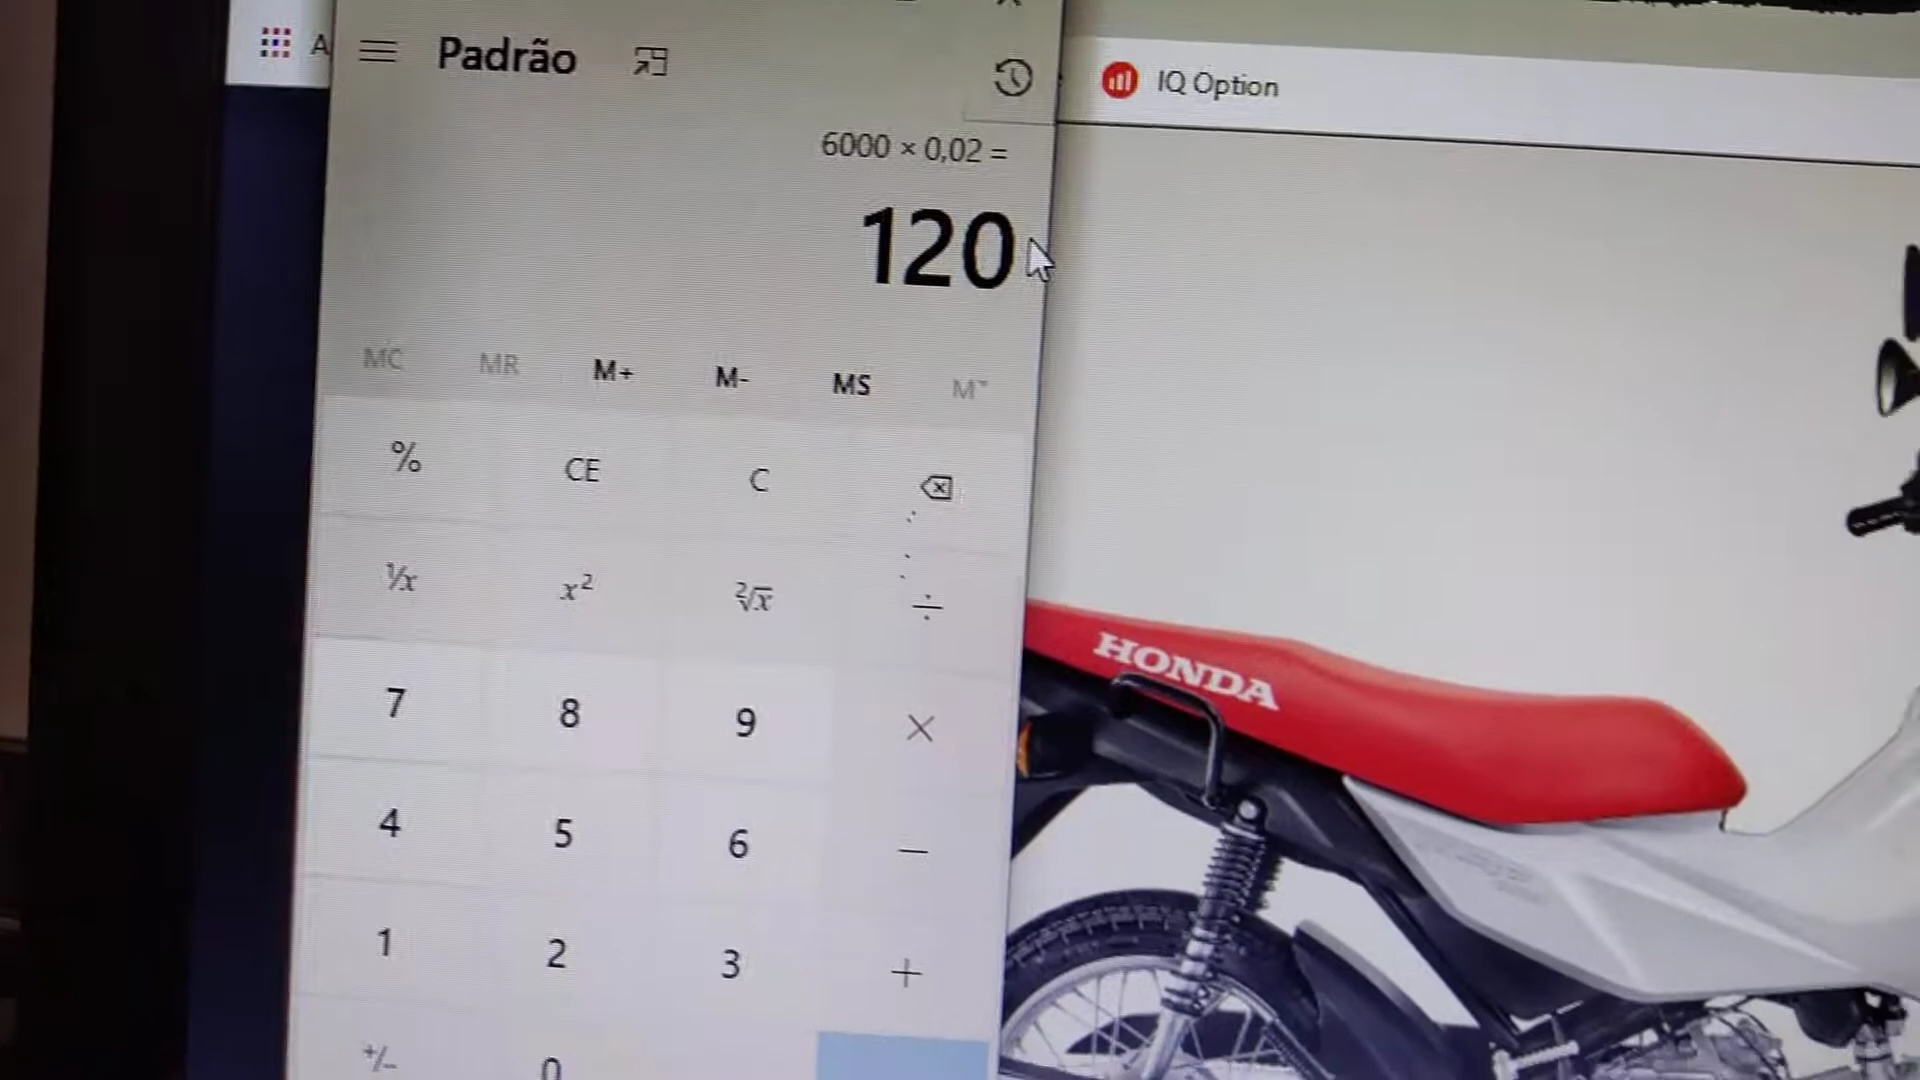 A
Padrão
IQ Option
6000 × 0,02 =
120
MC MR M+ M- MS M
% CE C
⅟x x² ²√x ÷
7 8 9 ×
4 5 6 −
1 2 3 +
+/- 0
HONDA